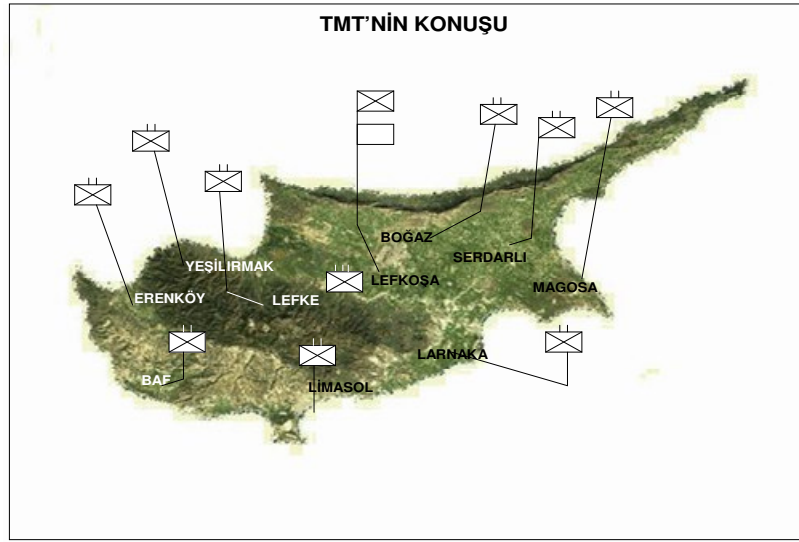 TMT'NİN KONUŞU
BOĞAZ
SERDARLI
YEŞİLIRMAK
LEFKOŞA
MAGOSA
ERENKÖY
LEFKE
LARNAKA
BAF
LİMASOL